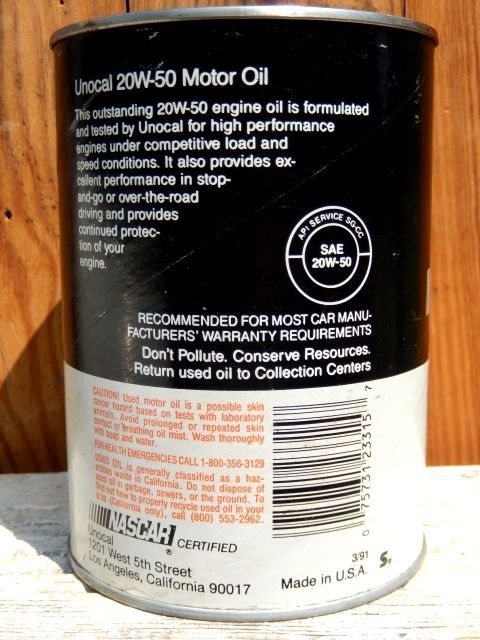 Unocal 20W-50 Motor Oil
This outstanding 20W-50 engine oil is formulated
and tested by Unocal for high performance
engines under competitive load and
speed conditions. It also provides ex-
cellent performance in stop-
and-go or over-the-road
driving and provides
continued protec-
tion of your
engine.
API SERVICE SG-CC
SAE
20W-50
RECOMMENDED FOR MOST CAR MANU-
FACTURERS' WARRANTY REQUIREMENTS
Don't Pollute. Conserve Resources.
Return used oil to Collection Centers
CAUTION! Used motor oil is a possible skin
cancer hazard based on tests with laboratory
animals. Avoid prolonged or repeated skin
contact or breathing oil mist. Wash thoroughly
with soap and water.
FOR HEALTH EMERGENCIES CALL 1-800-356-3129
USED OIL is generally classified as a haz-
ardous waste in California. Do not dispose of
used oil in garbage, sewers, or the ground. To
find out how to properly recycle used oil in your
area (California only), call (800) 553-2962.
0 75731 23315 7
NASCAR® CERTIFIED
Unocal
1201 West 5th Street
Los Angeles, California 90017
3/91
Made in U.S.A.